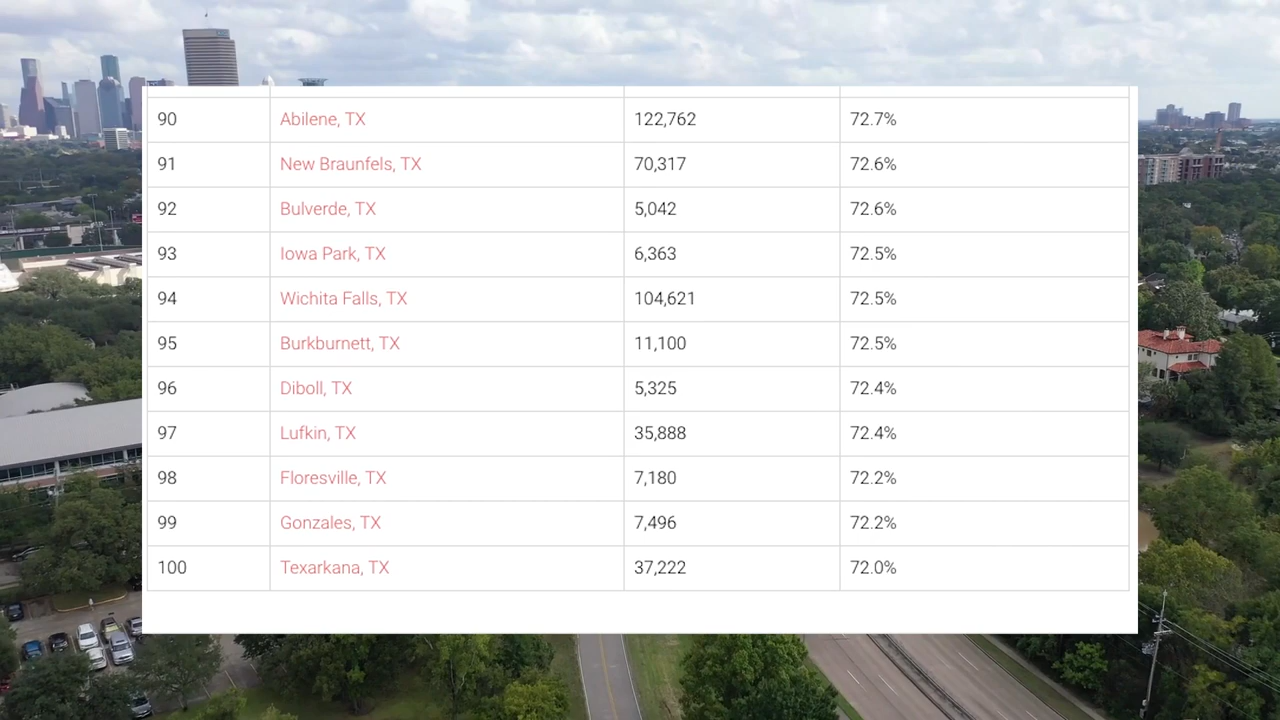 90 Abilene, TX 122,762 72.7%
91 New Braunfels, TX 70,317 72.6%
92 Bulverde, TX 5,042 72.6%
93 Iowa Park, TX 6,363 72.5%
94 Wichita Falls, TX 104,621 72.5%
95 Burkburnett, TX 11,100 72.5%
96 Diboll, TX 5,325 72.4%
97 Lufkin, TX 35,888 72.4%
98 Floresville, TX 7,180 72.2%
99 Gonzales, TX 7,496 72.2%
100 Texarkana, TX 37,222 72.0%